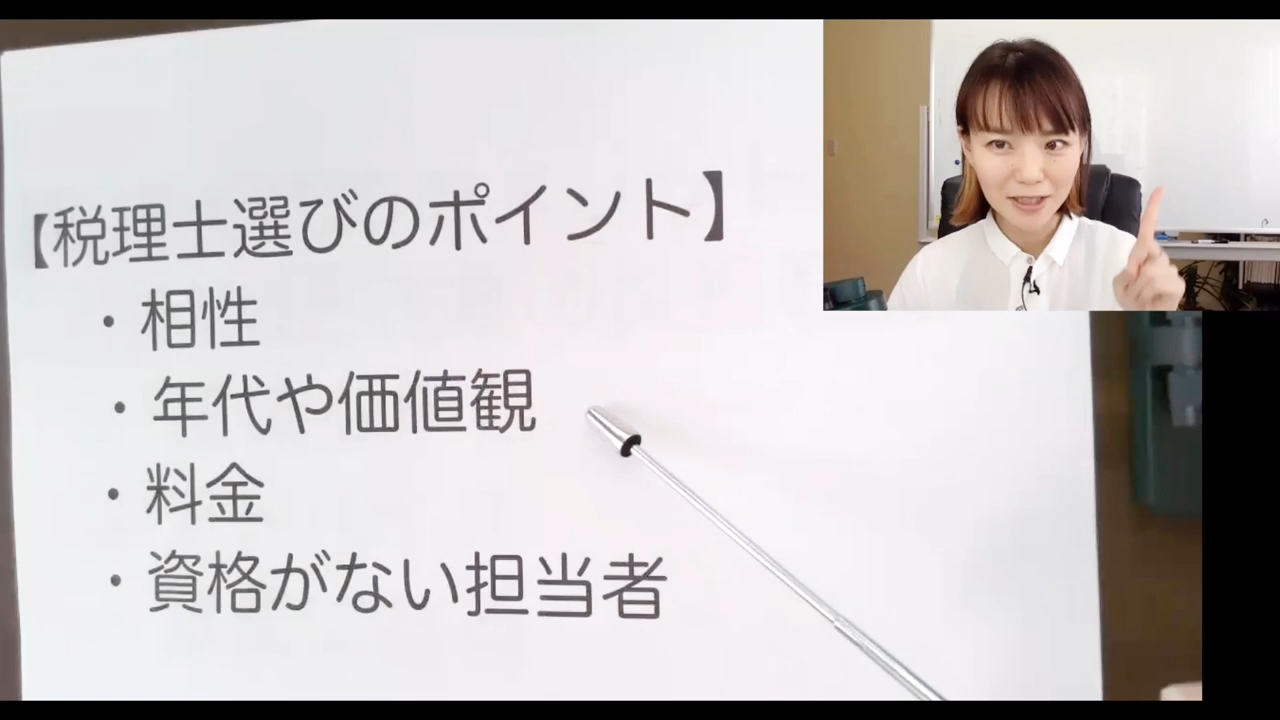 【税理士選びのポイント】
・相性
・年代や価値観
・料金
・資格がない担当者